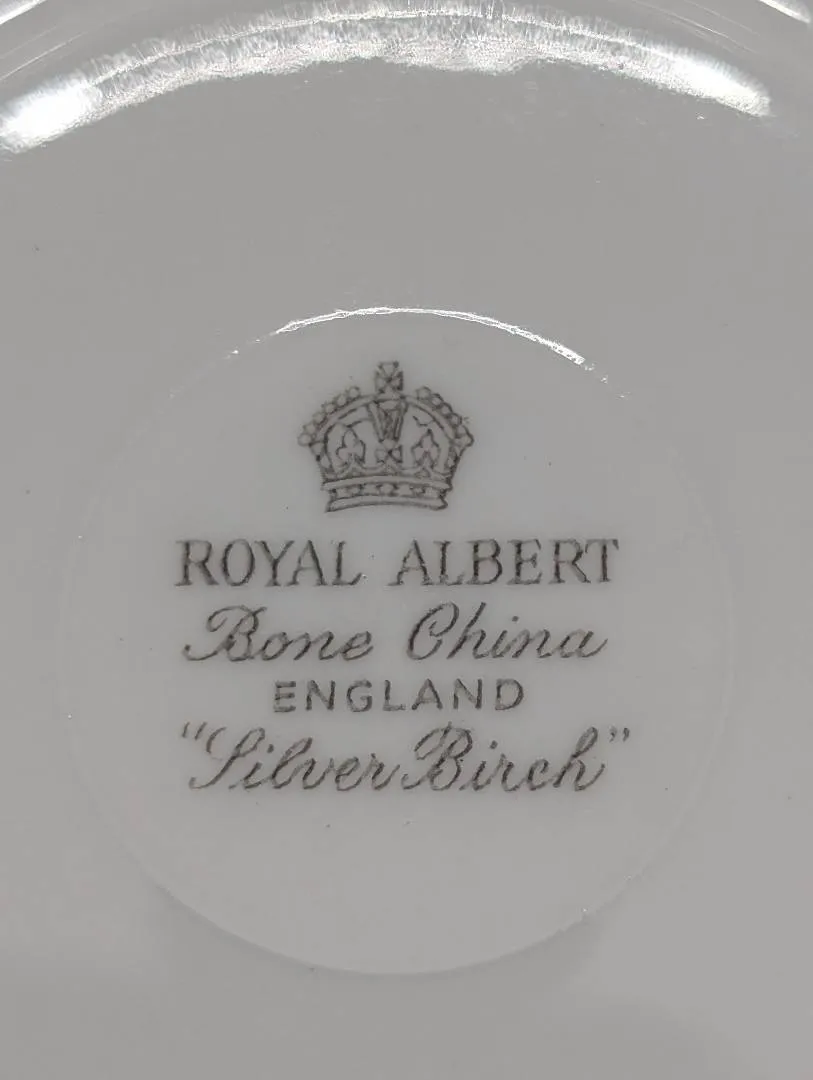 ROYAL ALBERT
Bone China
ENGLAND
"Silver Birch"